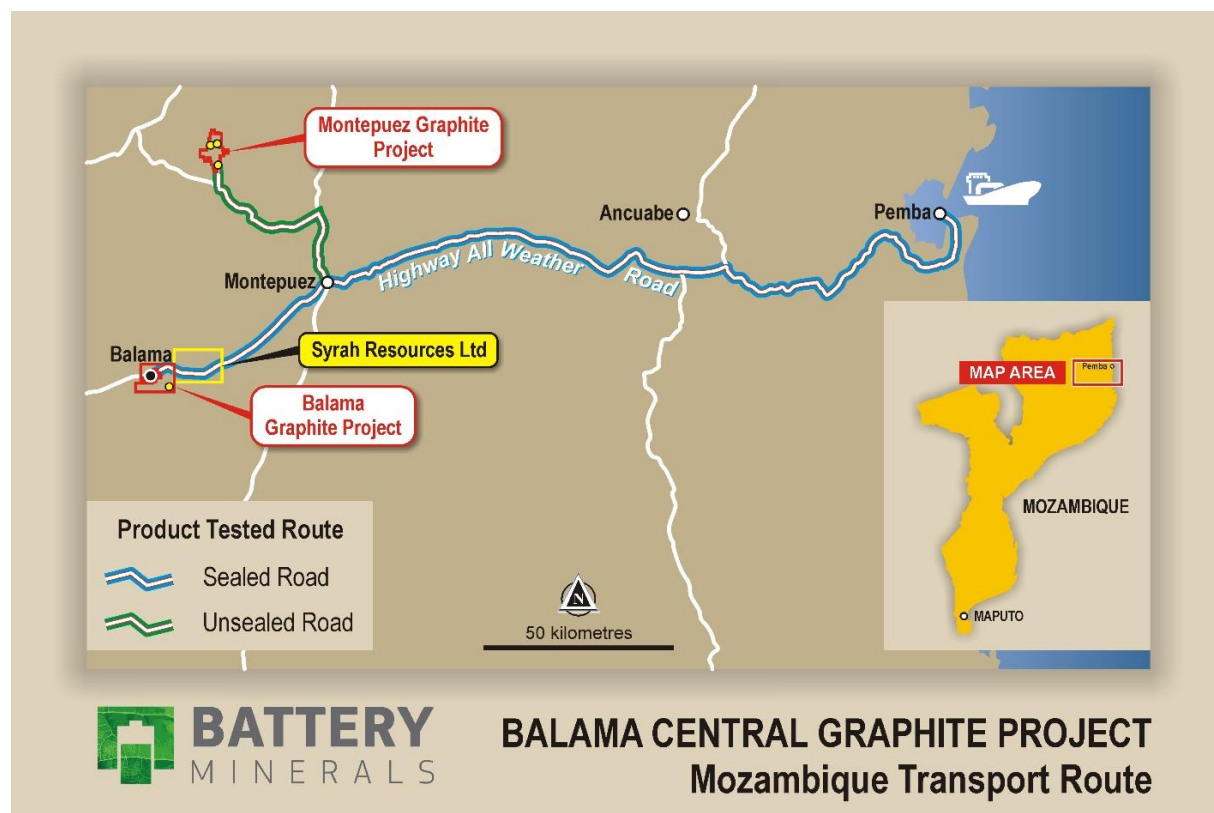 Montepuez Graphite
Project
Ancuabe
Pemba
Highway All Weather Road
Montepuez
Balama
Syrah Resources Ltd
Balama
Graphite Project
MAP AREA
Pemba
MOZAMBIQUE
MAPUTO
Product Tested Route
Sealed Road
Unsealed Road
N
50 kilometres
BATTERY
MINERALS
BALAMA CENTRAL GRAPHITE PROJECT
Mozambique Transport Route